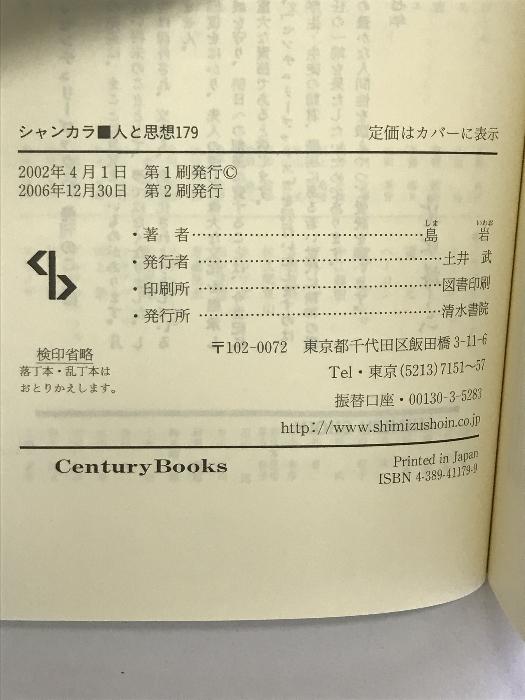 シャンカラ■人と思想179
定価はカバーに表示
2002年4月1日 第1刷発行©
2006年12月30日 第2刷発行
しま いわお
・著 者……………………………島 岩
・発行者……………………………土井 武
・印刷所……………………………図書印刷
・発行所……………………………清水書院
検印省略
落丁本・乱丁本は
おとりかえします。
〒102-0072 東京都千代田区飯田橋3-11-6
Tel・東京(5213)7151~57
振替口座・00130-3-5283
http://www.shimizushoin.co.jp
CenturyBooks
Printed in Japan
ISBN 4-389-41179-9